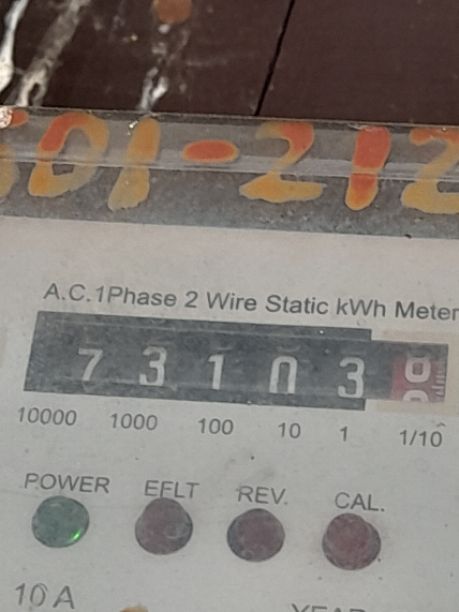 01-212
A.C.1Phase 2 Wire Static kWh Meter
7 3 1 0 3
10000 1000 100 10 1 1/10
POWER EFLT REV. CAL.
10 A